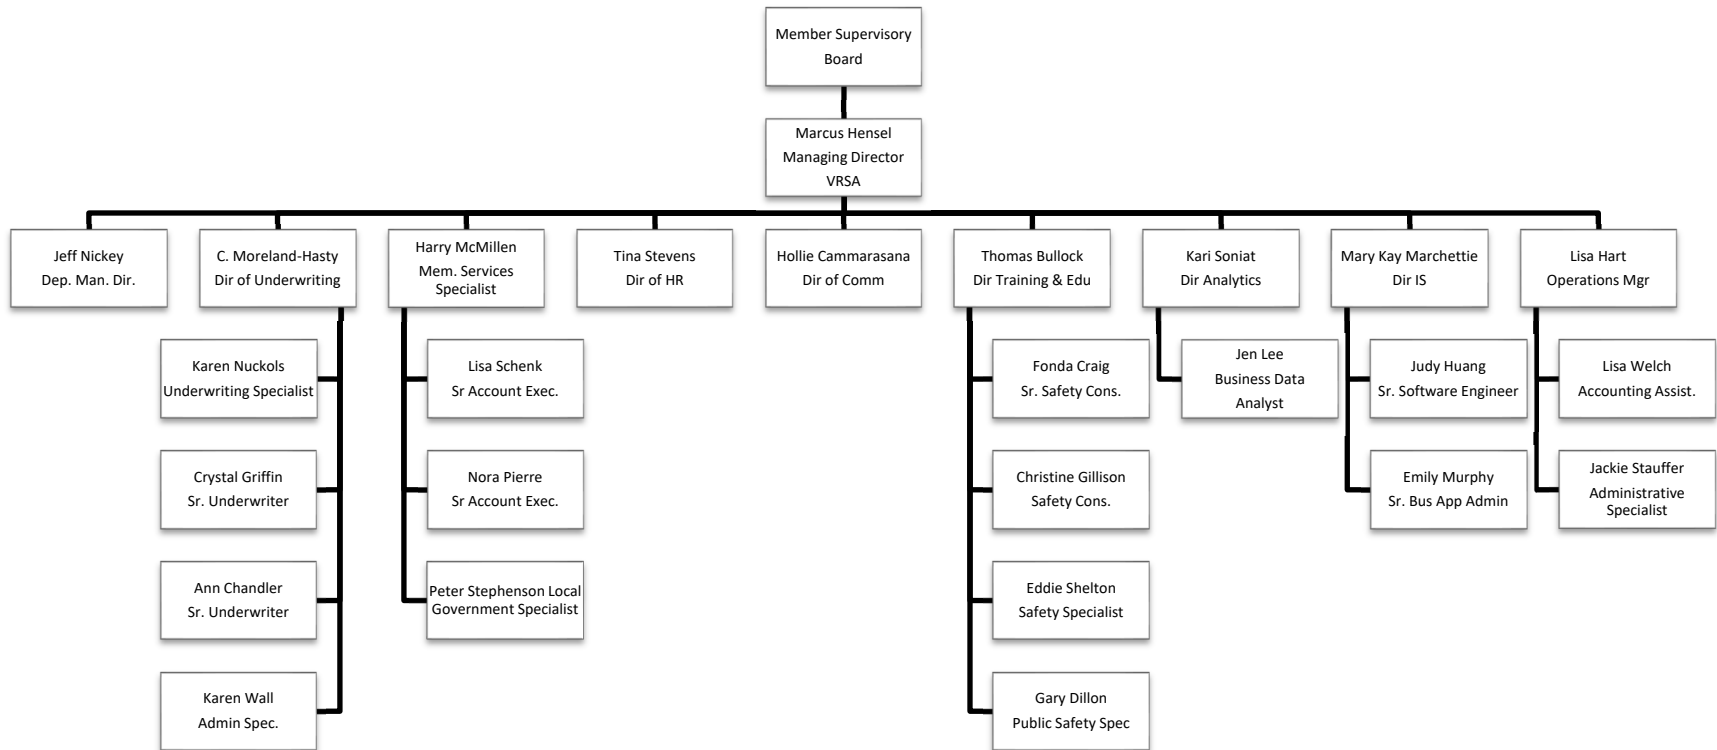 Member Supervisory
Board
Marcus Hensel
Managing Director
VRSA
Jeff Nickey
Dep. Man. Dir.
C. Moreland-Hasty
Dir of Underwriting
Harry McMillen
Mem. Services
Specialist
Tina Stevens
Dir of HR
Hollie Cammarasana
Dir of Comm
Thomas Bullock
Dir Training & Edu
Kari Soniat
Dir Analytics
Mary Kay Marchettie
Dir IS
Lisa Hart
Operations Mgr
Karen Nuckols
Underwriting Specialist
Crystal Griffin
Sr. Underwriter
Ann Chandler
Sr. Underwriter
Karen Wall
Admin Spec.
Lisa Schenk
Sr Account Exec.
Nora Pierre
Sr Account Exec.
Peter Stephenson Local
Government Specialist
Fonda Craig
Sr. Safety Cons.
Christine Gillison
Safety Cons.
Eddie Shelton
Safety Specialist
Gary Dillon
Public Safety Spec
Jen Lee
Business Data
Analyst
Judy Huang
Sr. Software Engineer
Emily Murphy
Sr. Bus App Admin
Lisa Welch
Accounting Assist.
Jackie Stauffer
Administrative
Specialist